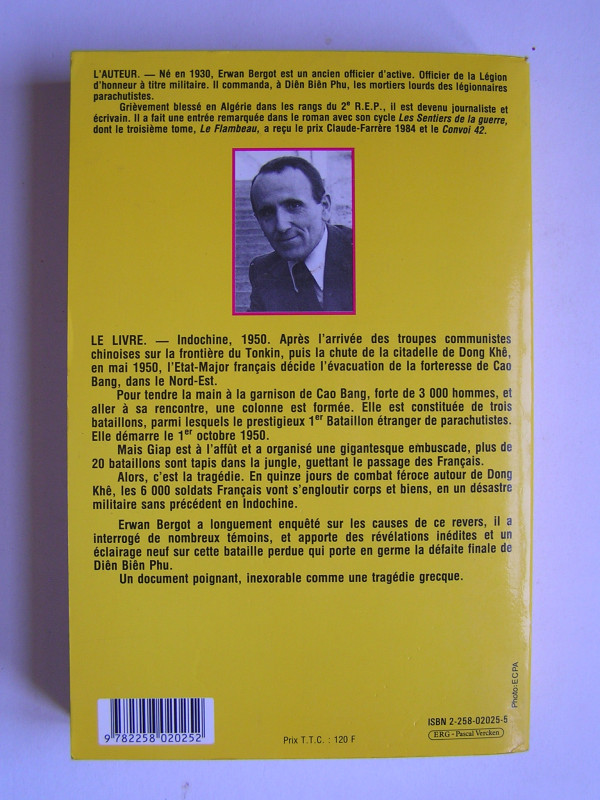 L'AUTEUR. — Né en 1930, Erwan Bergot est un ancien officier d'active. Officier de la Légion
d'honneur à titre militaire. Il commanda, à Diên Biên Phu, les mortiers lourds des légionnaires
parachutistes.
Grièvement blessé en Algérie dans les rangs du 2e R.E.P., il est devenu journaliste et
écrivain. Il a fait une entrée remarquée dans le roman avec son cycle Les Sentiers de la guerre,
dont le troisième tome, Le Flambeau, a reçu le prix Claude-Farrère 1984 et le Convoi 42.
LE LIVRE. — Indochine, 1950. Après l'arrivée des troupes communistes
chinoises sur la frontière du Tonkin, puis la chute de la citadelle de Dong Khê,
en mai 1950, l'Etat-Major français décide l'évacuation de la forteresse de Cao
Bang, dans le Nord-Est.
Pour tendre la main à la garnison de Cao Bang, forte de 3 000 hommes, et
aller à sa rencontre, une colonne est formée. Elle est constituée de trois
bataillons, parmi lesquels le prestigieux 1er Bataillon étranger de parachutistes.
Elle démarre le 1er octobre 1950.
Mais Giap est à l'affût et a organisé une gigantesque embuscade, plus de
20 bataillons sont tapis dans la jungle, guettant le passage des Français.
Alors, c'est la tragédie. En quinze jours de combat féroce autour de Dong
Khê, les 6 000 soldats Français vont s'engloutir corps et biens, en un désastre
militaire sans précédent en Indochine.
Erwan Bergot a longuement enquêté sur les causes de ce revers, il a
interrogé de nombreux témoins, et apporte des révélations inédites et un
éclairage neuf sur cette bataille perdue qui porte en germe la défaite finale de
Diên Biên Phu.
Un document poignant, inexorable comme une tragédie grecque.
Photo: ECPA
ISBN 2-258-02025-5
ERG - Pascal Vercken
9 782258 020252
Prix T.T.C. : 120 F